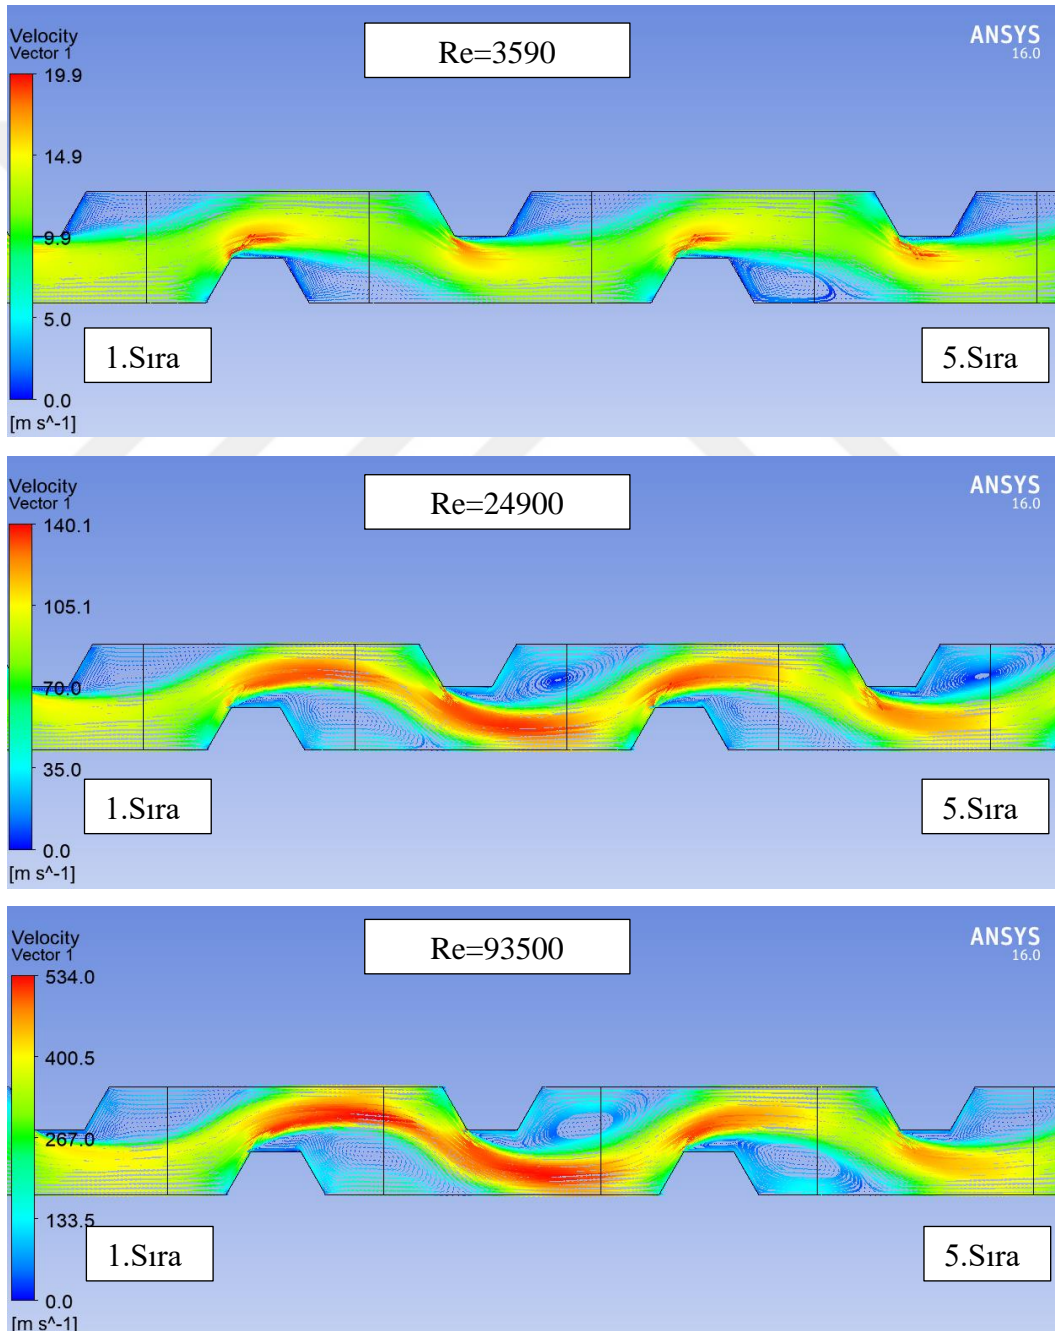 Velocity
Vector 1
Re=3590
ANSYS
16.0
19.9
14.9
9.9
5.0
0.0
[m s^-1]
1.Sıra
5.Sıra
Velocity
Vector 1
Re=24900
ANSYS
16.0
140.1
105.1
70.0
35.0
0.0
[m s^-1]
1.Sıra
5.Sıra
Velocity
Vector 1
Re=93500
ANSYS
16.0
534.0
400.5
267.0
133.5
0.0
[m s^-1]
1.Sıra
5.Sıra